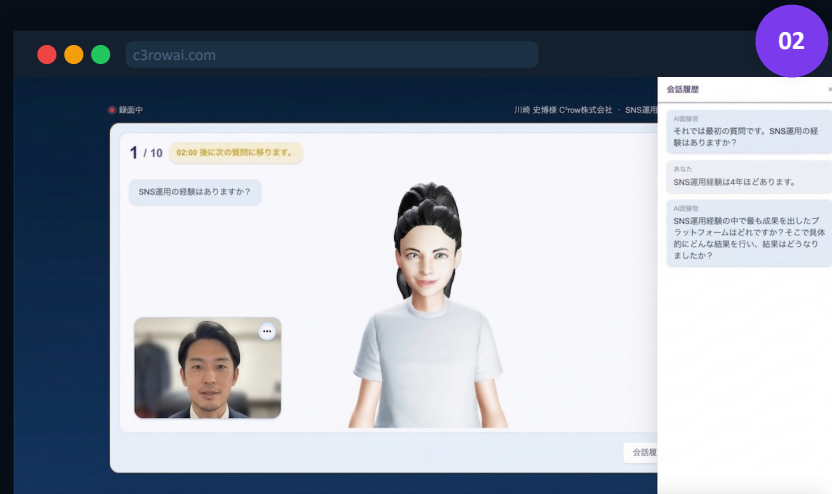 02
c3rowai.com
録画中
川崎 史博様 C³row株式会社 · SNS運用
1 / 10
02:00 後に次の質問に移ります。
SNS運用の経験はありますか？
会話履
会話履歴
×
AI面接官
それでは最初の質問です。SNS運用の経
験はありますか？
あなた
SNS運用経験は4年ほどあります。
AI面接官
SNS運用経験の中で最も成果を出したプ
ラットフォームはどれですか？そこで具体
的にどんな結果を行い、結果はどうなり
ましたか？